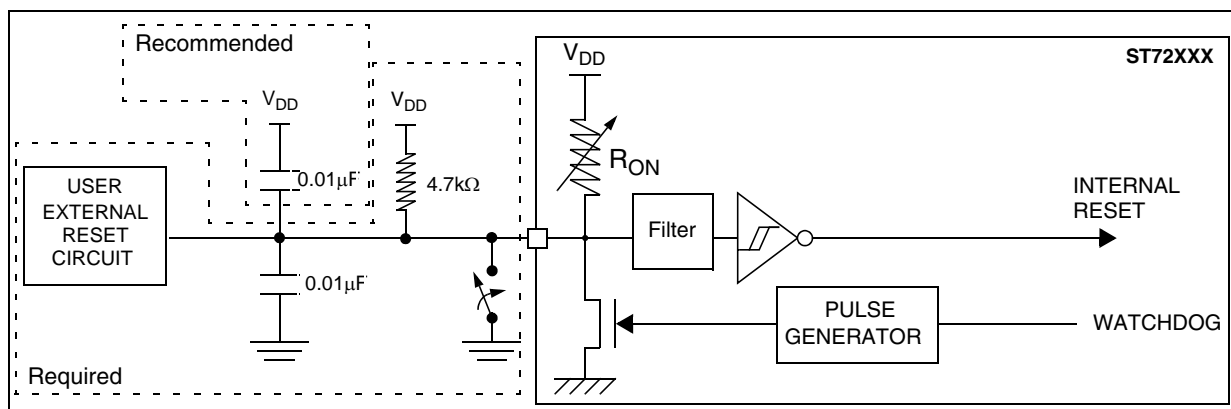 Recommended
VDD
0.01μF
VDD
4.7kΩ
USER
EXTERNAL
RESET
CIRCUIT
0.01μF
Required
ST72XXX
VDD
RON
Filter
INTERNAL
RESET
PULSE
GENERATOR
WATCHDOG